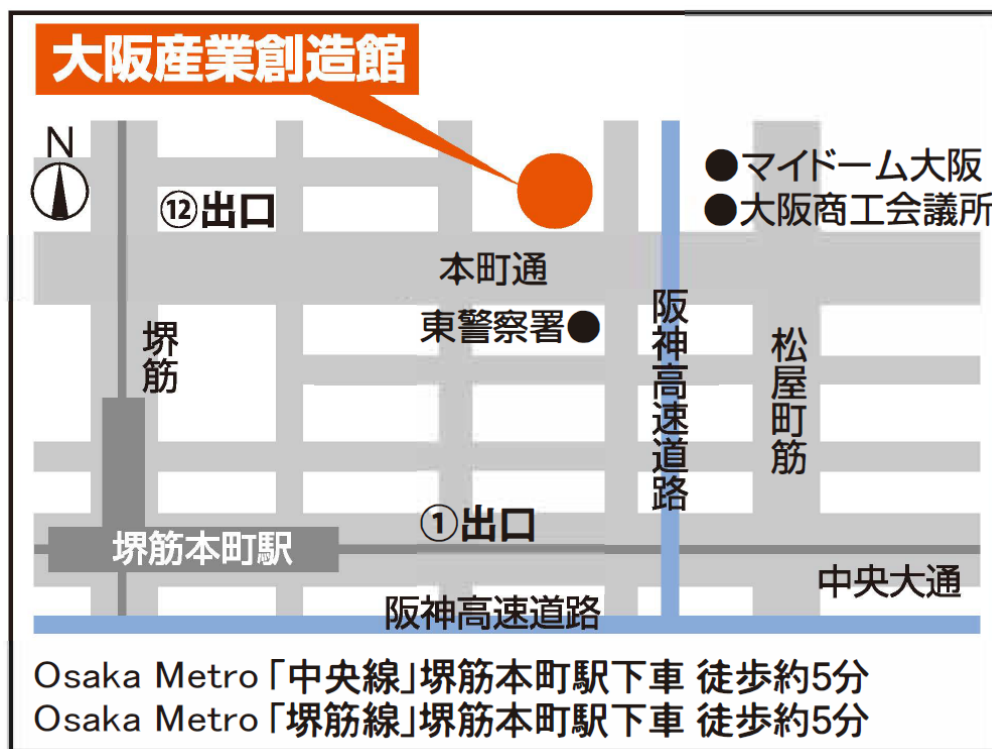 大阪産業創造館
N
⑫出口
●マイドーム大阪
●大阪商工会議所
本町通
東警察署●
堺筋
阪神高速道路
松屋町筋
①出口
堺筋本町駅
中央大通
阪神高速道路
Osaka Metro「中央線」堺筋本町駅下車 徒歩約5分
Osaka Metro「堺筋線」堺筋本町駅下車 徒歩約5分